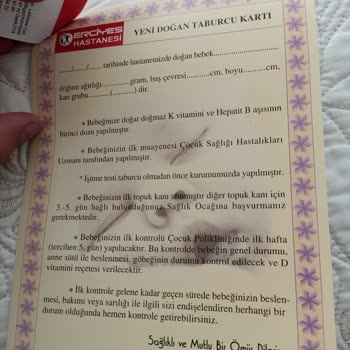 ERCİYES
HASTANESİ
YENİ DOĞAN TABURCU KARTI
..../..../.... tarihinde hastanemizde doğan bebek....................
doğum ağırlığı............gram, baş çevresi............cm, boyu............cm,
kan grubu............(............) dir.
Bebeğinize doğar doğmaz K vitamini ve Hepatit B aşısının
birinci dozu yapılmıştır.
Bebeğinizin ilk muayenesi Çocuk Sağlığı Hastalıkları
Uzmanı tarafından yapılmıştır.
İşitme testi taburcu olmadan önce kurumumuzda yapılmıştır.
Bebeğinizin ilk topuk kanı alınmıştır diğer topuk kanı için
3.-5. gün bağlı bulunduğunuz Sağlık Ocağına başvurmanız
gerekmektedir.
Bebeğinizin ilk kontrolü Çocuk Polikliniğinde ilk hafta
(tercihen 5. gün) yapılacaktır. Bu kontrolde bebeğin genel durumu,
anne sütü ile beslenmesi, göbeğinin durumu kontrol edilecek ve D
vitamini reçetesi verilecektir.
İlk kontrole gelene kadar geçen sürede bebeğinizin beslen-
mesi, bakımı veya sarılığı ile ilgili sizi endişelendiren herhangi bir
durum olduğunda hemen kontrole getirebilirsiniz.
Sağlıklı ve Mutlu Bir Ömür